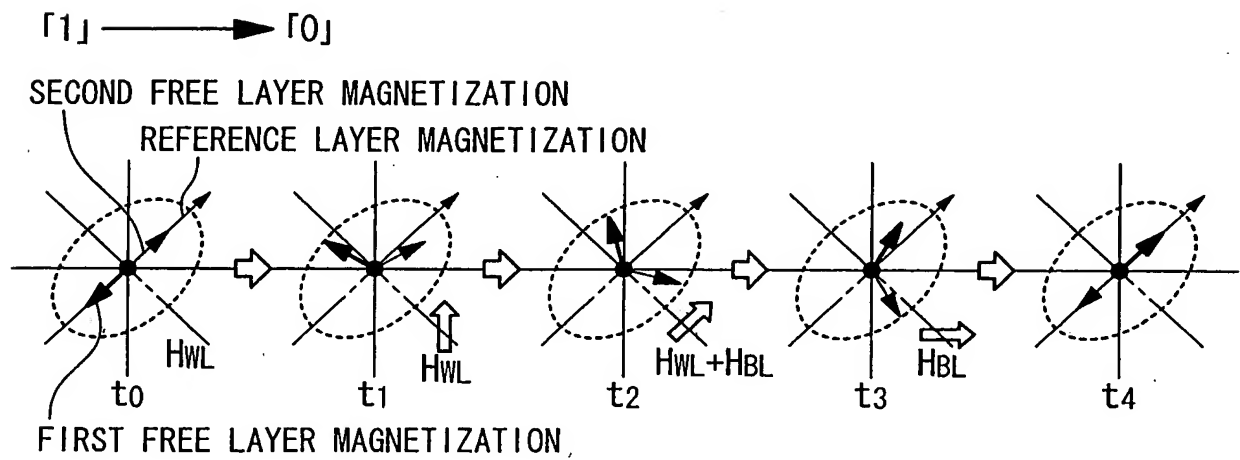 「1」 「0」
SECOND FREE LAYER MAGNETIZATION
REFERENCE LAYER MAGNETIZATION
HWL
HWL
HWL+HBL
HBL
t0 t1 t2 t3 t4
FIRST FREE LAYER MAGNETIZATION